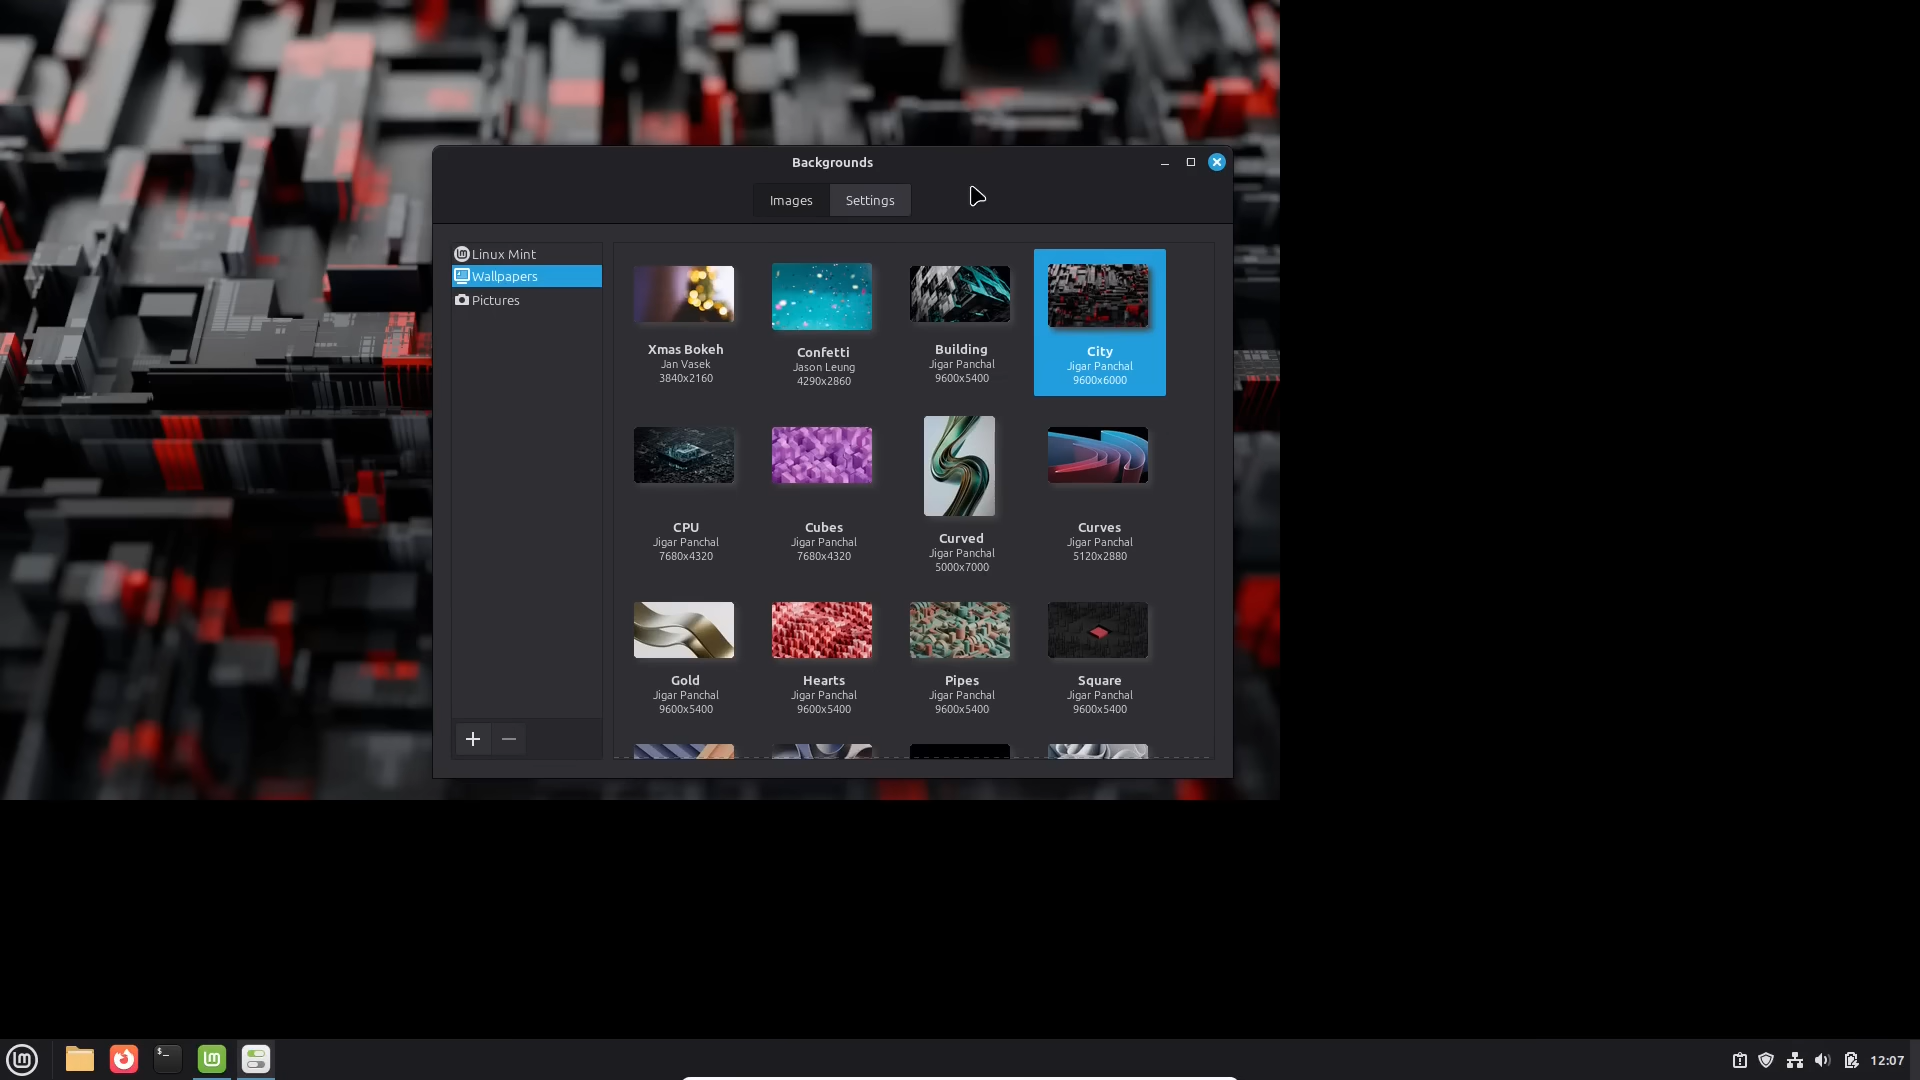 Backgrounds
Images
Settings
Linux Mint
Wallpapers
Pictures
Xmas Bokeh
Jan Vasek
3840x2160
Confetti
Jason Leung
4290x2860
Building
Jigar Panchal
9600x5400
City
Jigar Panchal
9600x6000
CPU
Jigar Panchal
7680x4320
Cubes
Jigar Panchal
7680x4320
Curved
Jigar Panchal
5000x7000
Curves
Jigar Panchal
5120x2880
Gold
Jigar Panchal
9600x5400
Hearts
Jigar Panchal
9600x5400
Pipes
Jigar Panchal
9600x5400
Square
Jigar Panchal
9600x5400
12:07